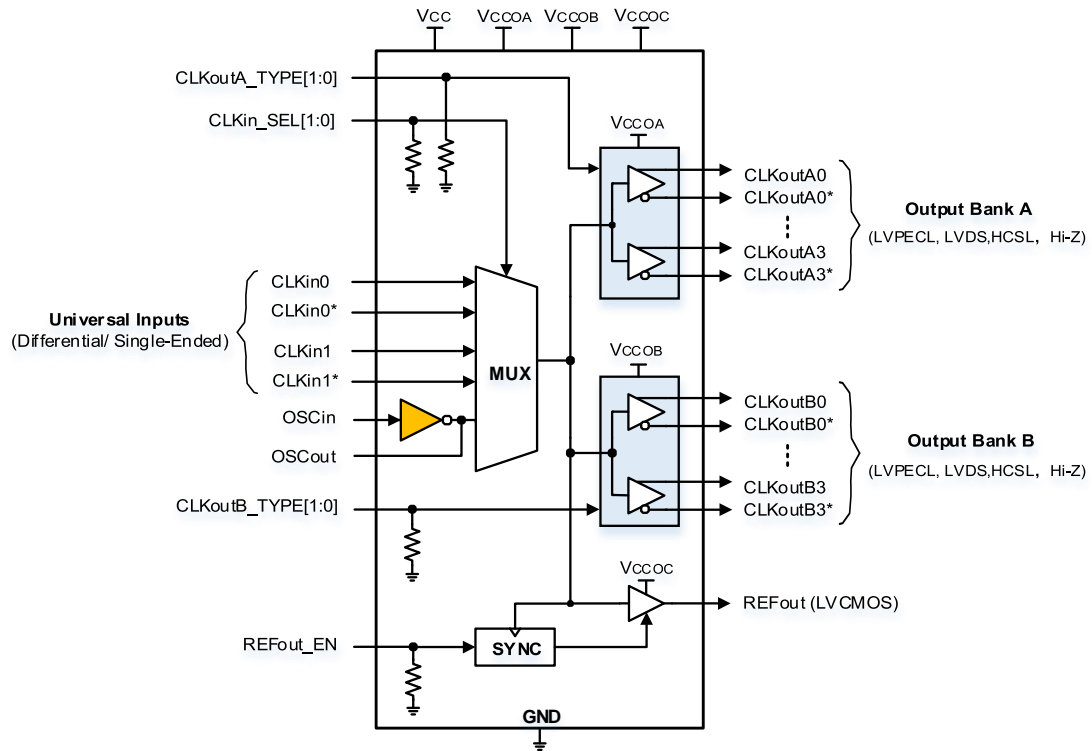 VCC VCCOA VCCOB VCCOC
CLKoutA_TYPE[1:0]
CLKin_SEL[1:0]
VCCOA
CLKoutA0
CLKoutA0*
CLKoutA3
CLKoutA3*
Output Bank A
(LVPECL, LVDS,HCSL, Hi-Z)
Universal Inputs
(Differential/ Single-Ended)
CLKin0
CLKin0*
CLKin1
CLKin1*
OSCin
OSCout
MUX
VCCOB
CLKoutB0
CLKoutB0*
CLKoutB3
CLKoutB3*
Output Bank B
(LVPECL, LVDS,HCSL, Hi-Z)
CLKoutB_TYPE[1:0]
VCCOC
REFout (LVCMOS)
REFout_EN
SYNC
GND